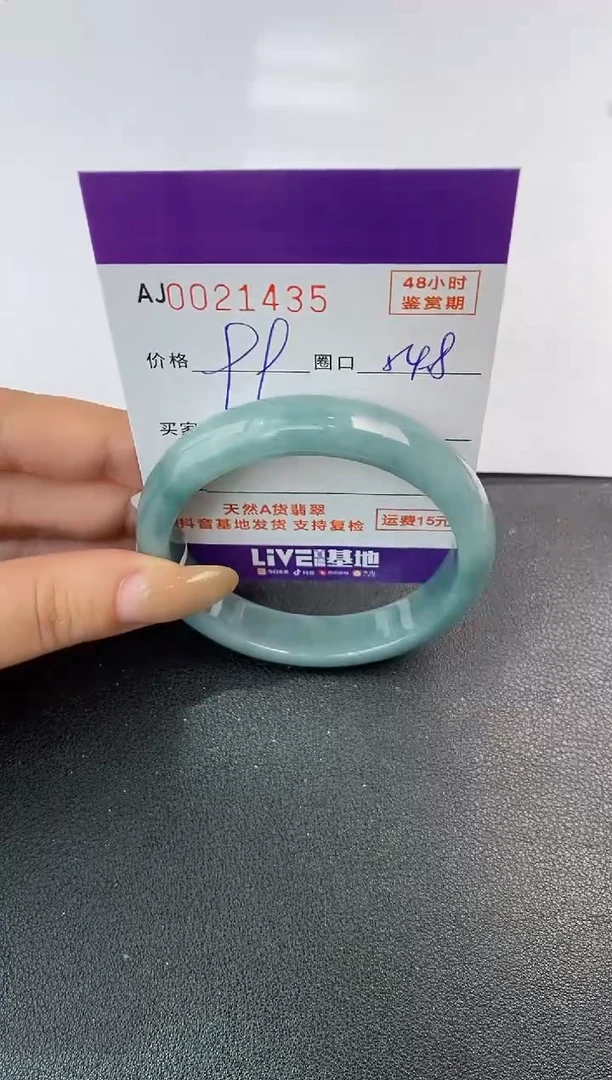 AJ0021435
48小时
鉴赏期
价格 圈口 548
买家
天然A货翡翠
抖音基地发货 支持复检
运费15元
LIVE 基地